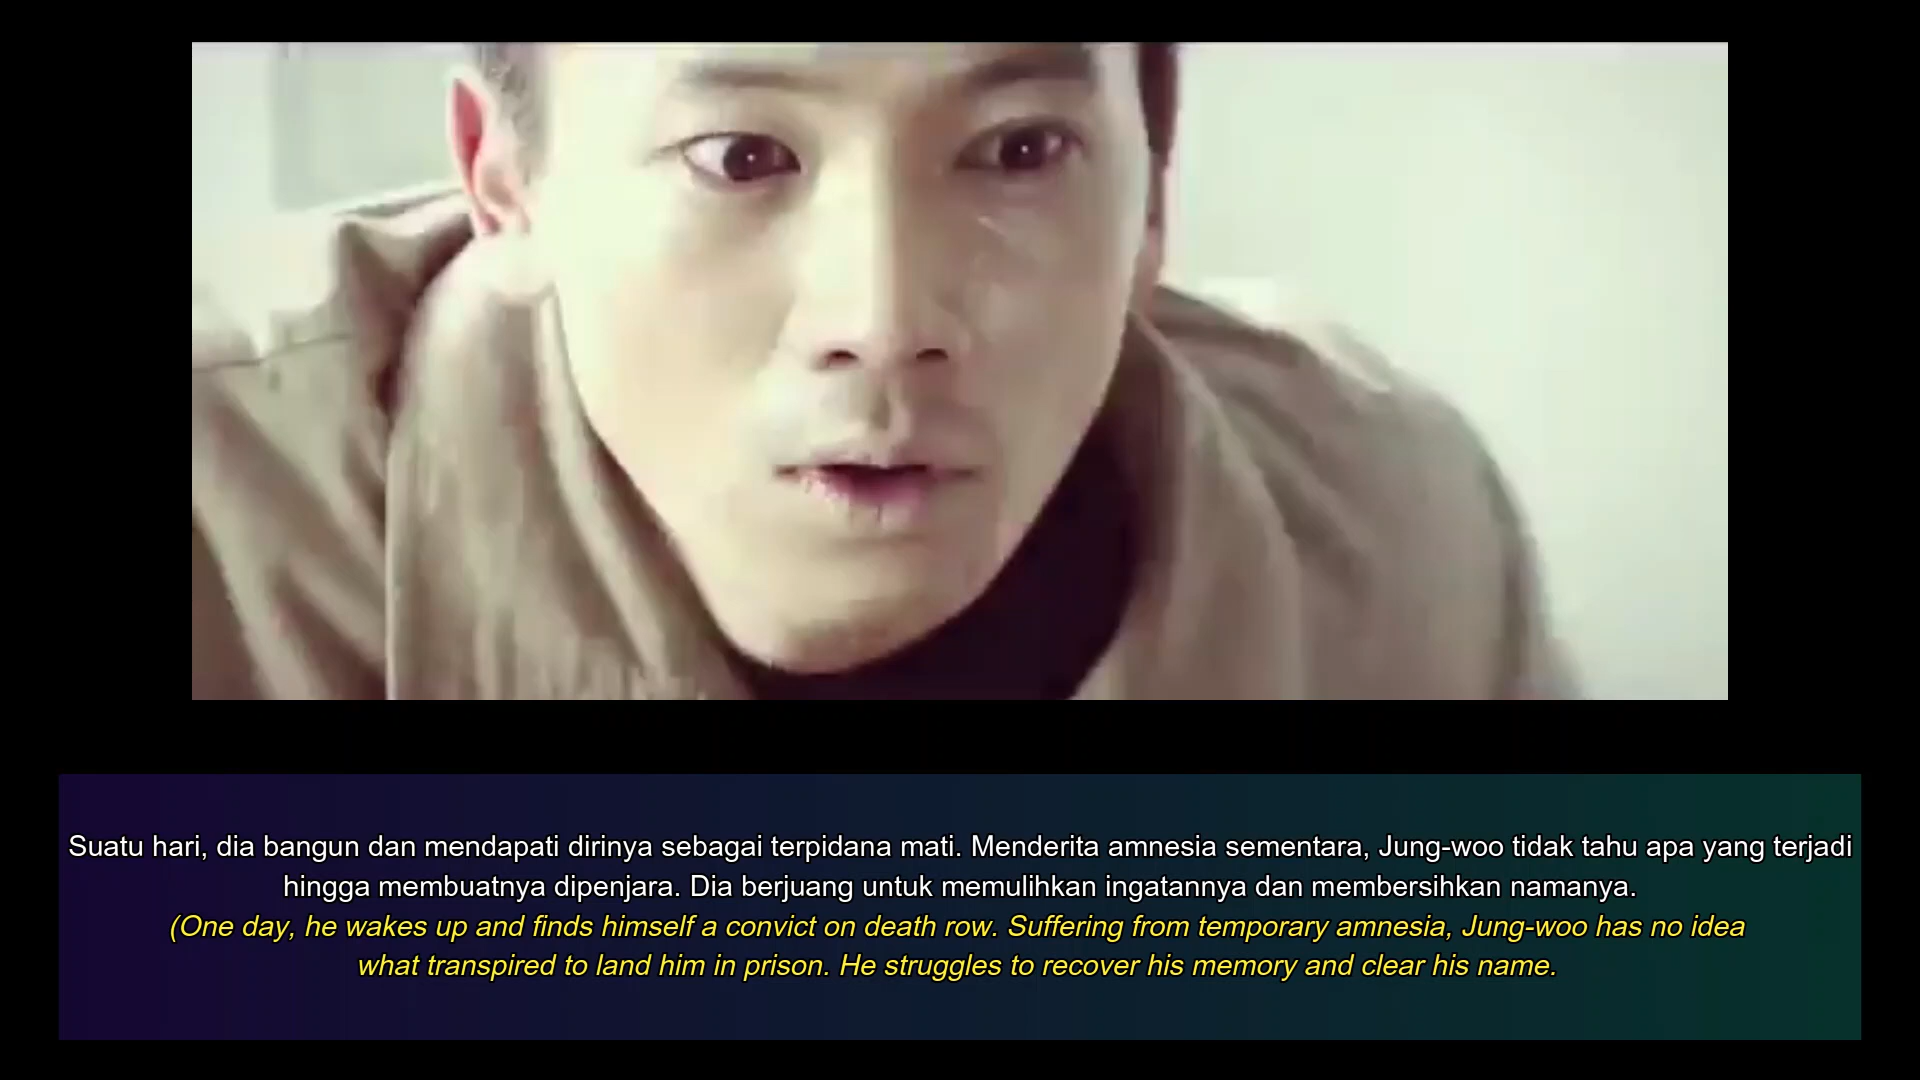 Suatu hari, dia bangun dan mendapati dirinya sebagai terpidana mati. Menderita amnesia sementara, Jung-woo tidak tahu apa yang terjadi
hingga membuatnya dipenjara. Dia berjuang untuk memulihkan ingatannya dan membersihkan namanya.
(One day, he wakes up and finds himself a convict on death row. Suffering from temporary amnesia, Jung-woo has no idea
what transpired to land him in prison. He struggles to recover his memory and clear his name.